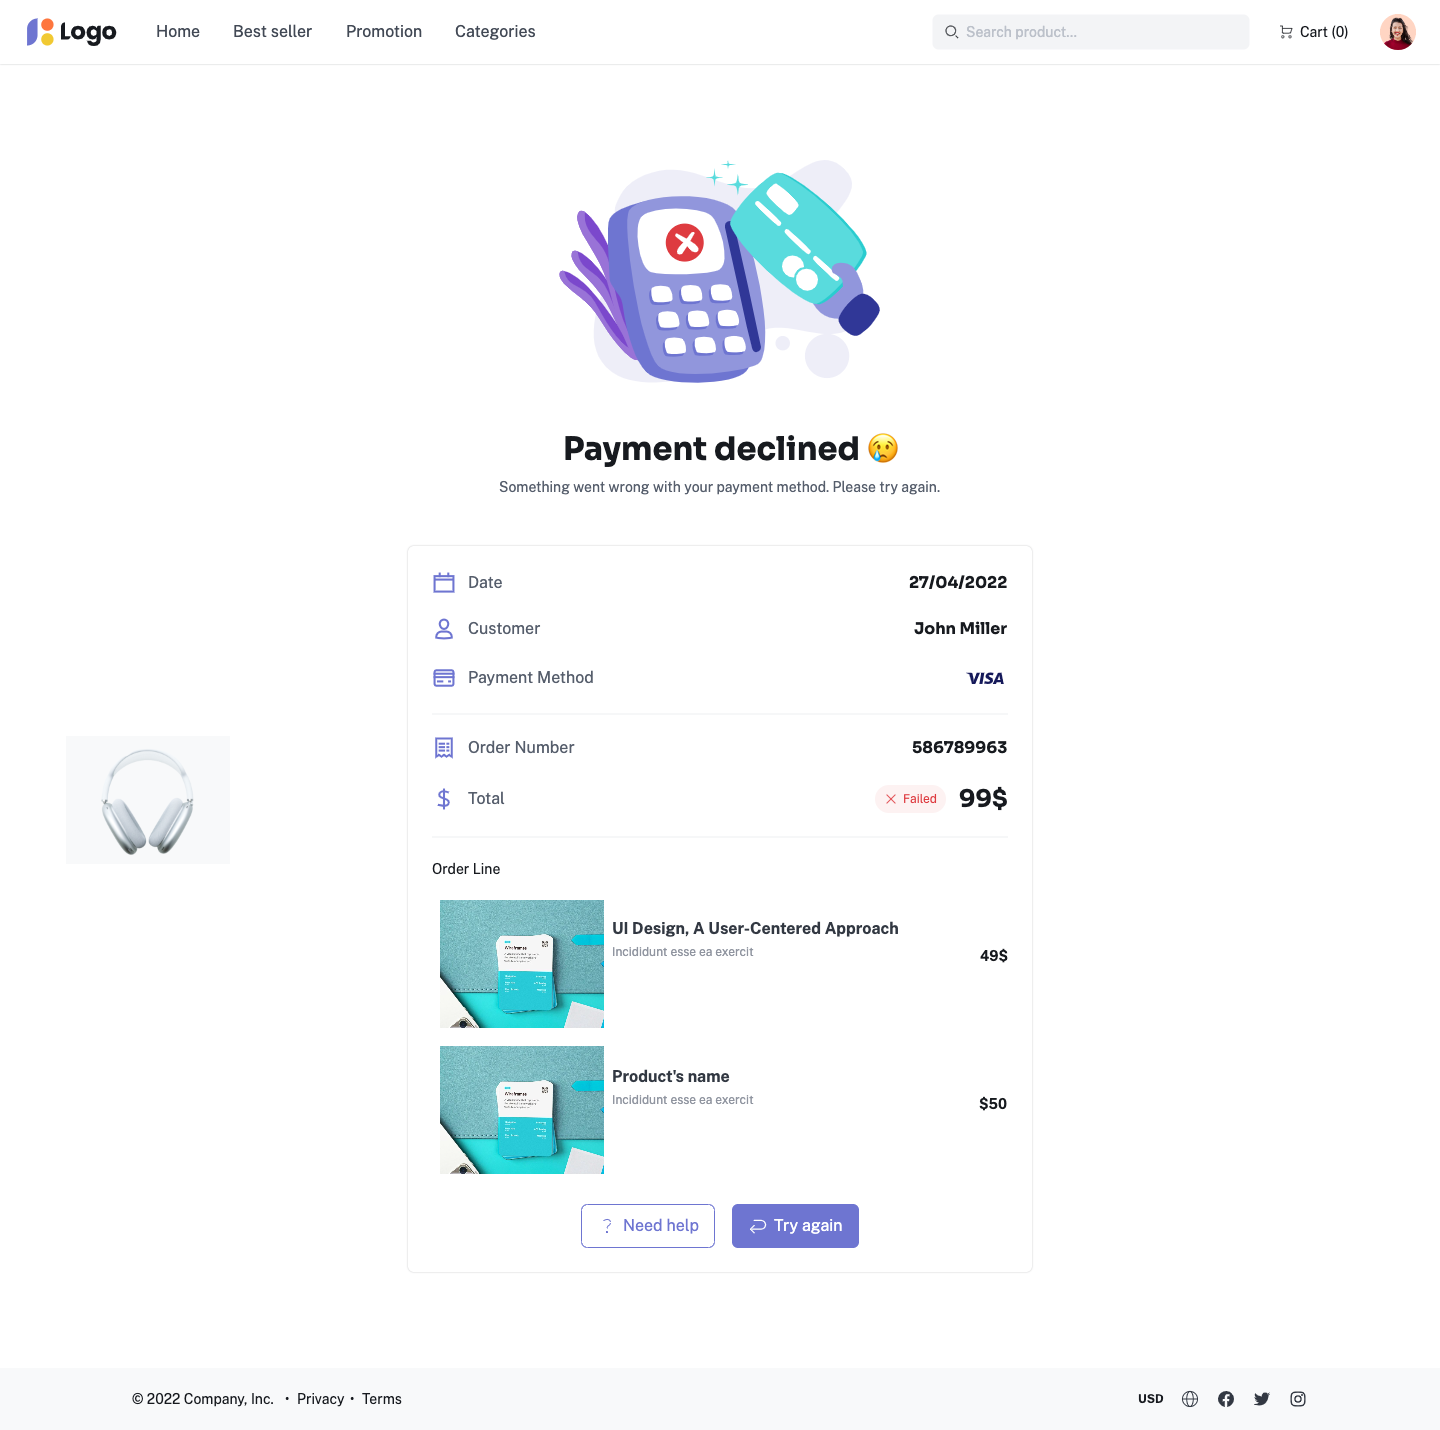 Logo
Home
Best seller
Promotion
Categories
Search product...
Cart (0)
Payment declined 😢
Something went wrong with your payment method. Please try again.
Date
27/04/2022
Customer
John Miller
Payment Method
VISA
Order Number
586789963
Total
Failed
99$
Order Line
UI Design, A User-Centered Approach
Incididunt esse ea exercit
49$
Wireframes
Product's name
Incididunt esse ea exercit
$50
Wireframes
Need help
Try again
© 2022 Company, Inc. • Privacy • Terms
USD